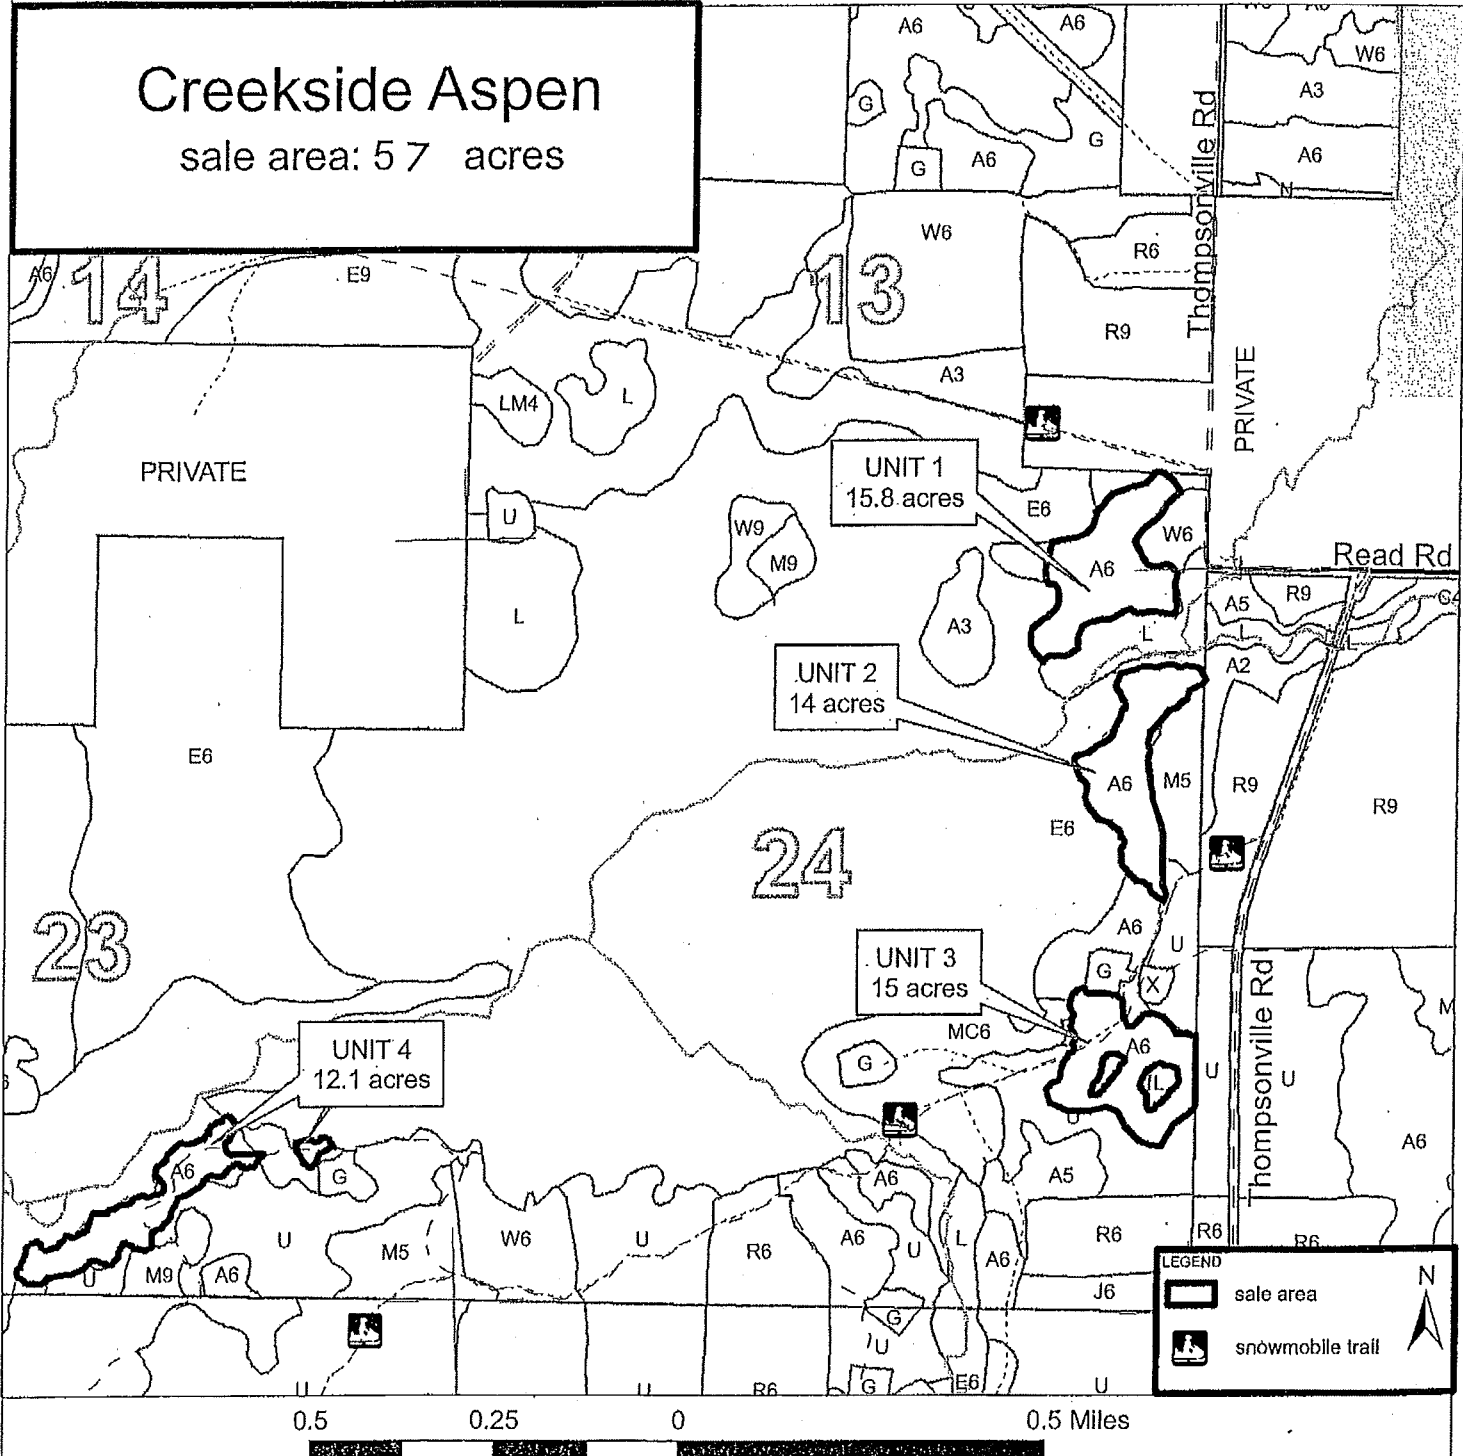 Creekside Aspen
sale area: 57 acres
A6
A6
W6
A3
A6
G
G
A6
G
N
Thompsonville Rd
W6
R6
R9
A6
14
E9
13
A3
PRIVATE
LM4
L
PRIVATE
UNIT 1
15.8 acres
E6
W6
A6
U
W9
M9
Read Rd
A5
R9
L
A3
L
L
L
A2
UNIT 2
14 acres
E6
A6
M5
R9
R9
E6
24
23
A6
U
G
X
UNIT 3
15 acres
MC6
A6
G
L
U
U
U
Thompsonville Rd
UNIT 4
12.1 acres
A6
G
A6
A5
A6
U
M5
W6
U
R6
A6
U
L
A6
R6
R6
R6
U
M9
A6
J6
G
U
U
U
R6
G
E6
U
LEGEND
sale area
snowmobile trail
N
0.5
0.25
0
0.5 Miles